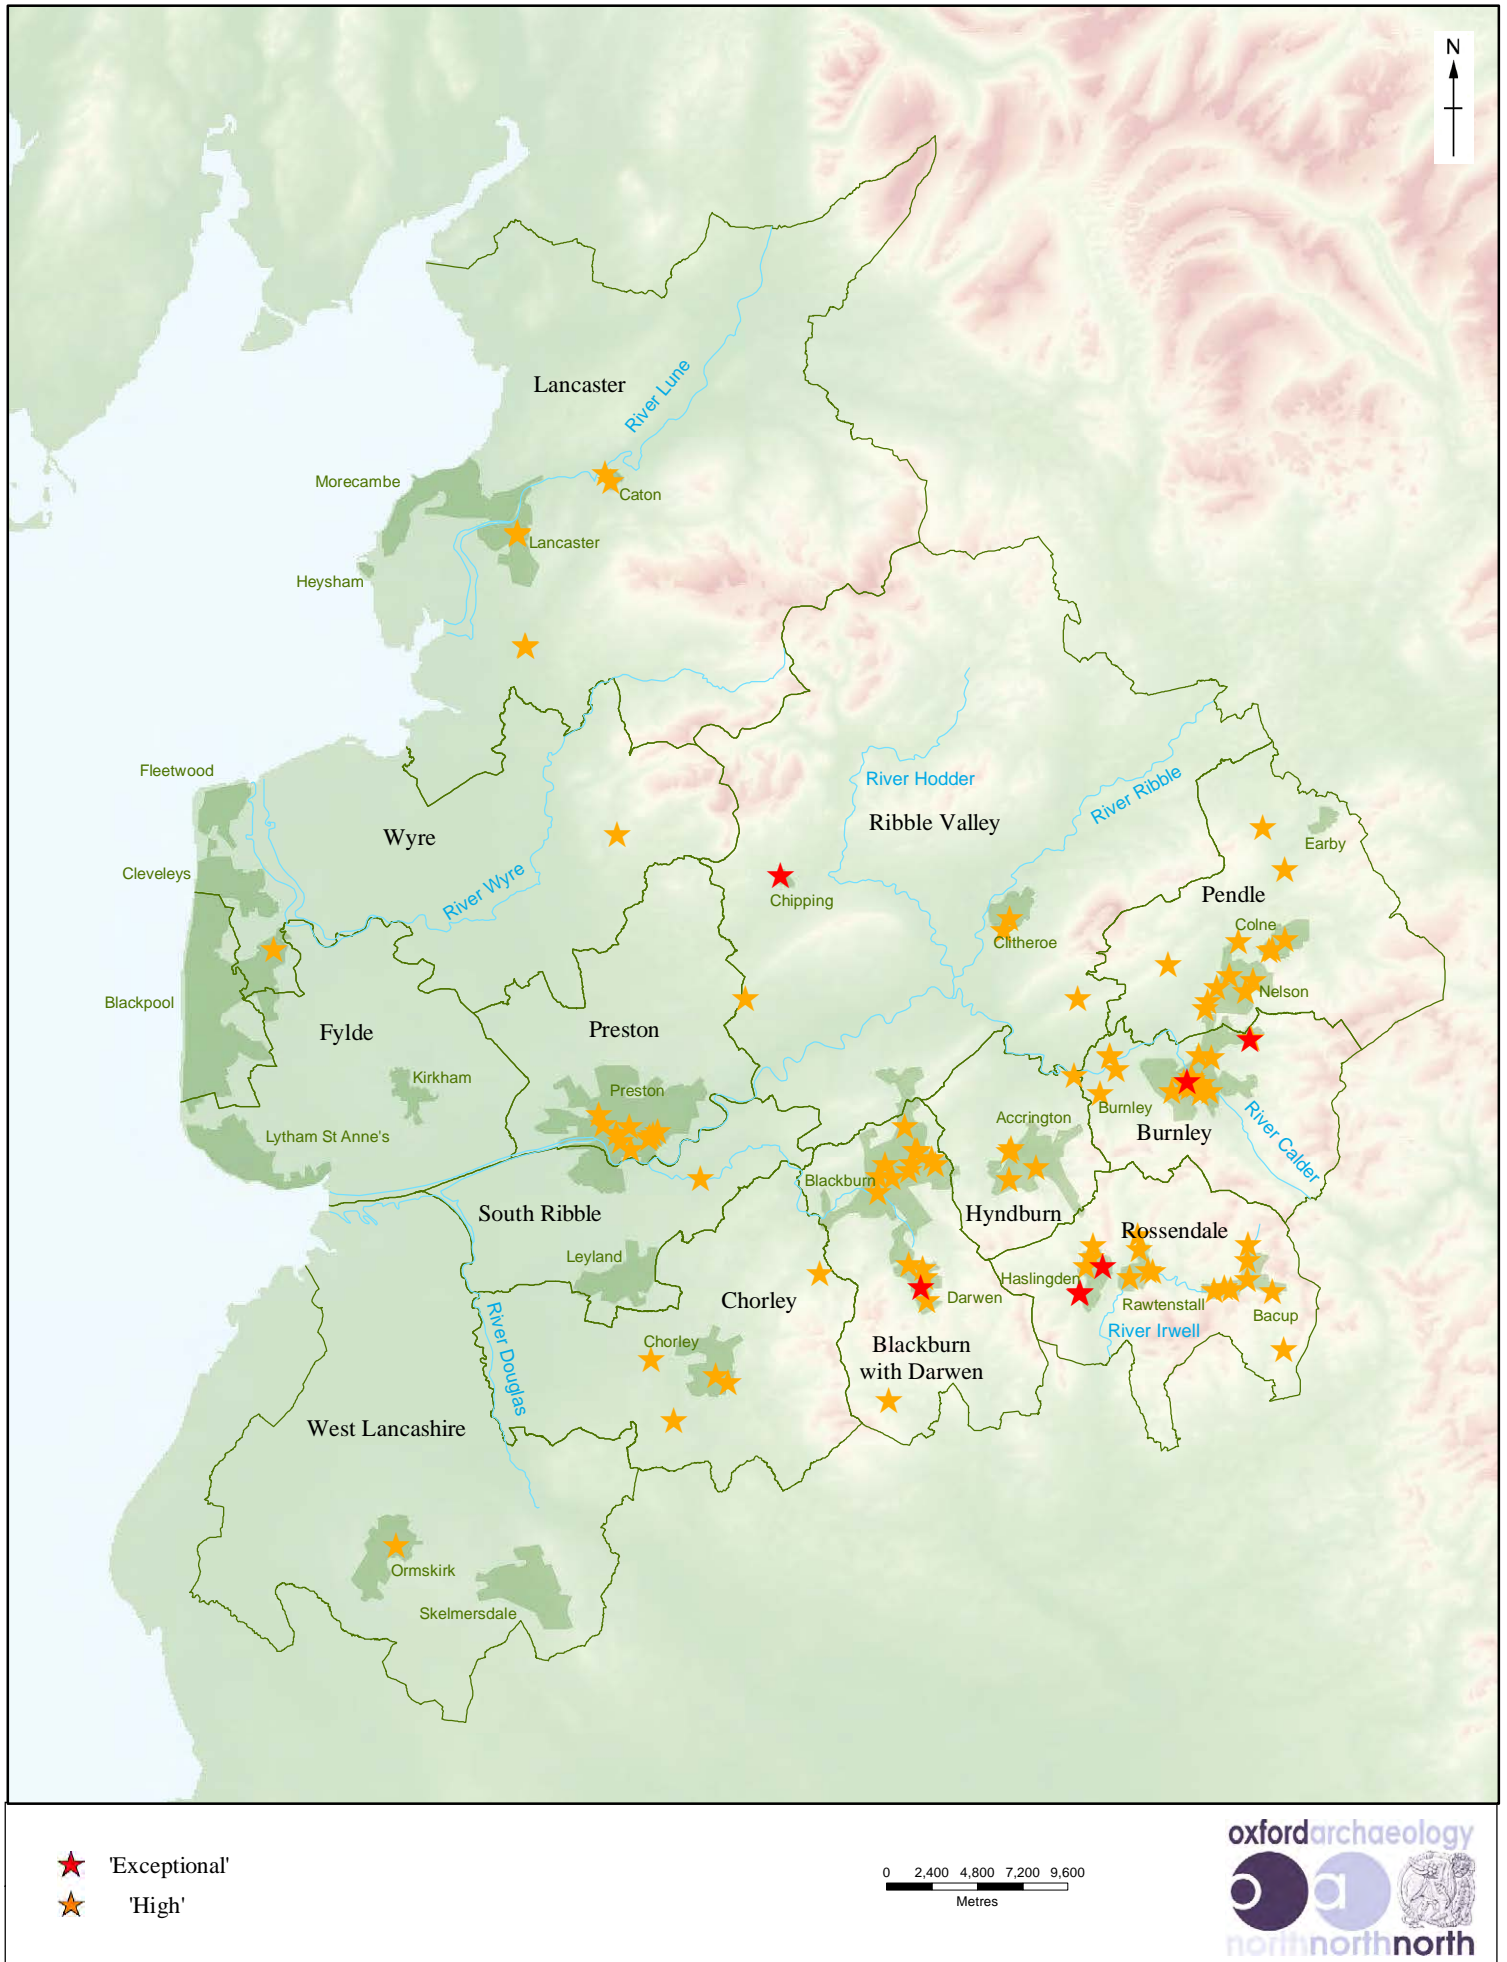 N
Lancaster
River Lune
Morecambe
Caton
Lancaster
Heysham
Fleetwood
River Hodder
River Ribble
Wyre
Ribble Valley
Earby
Cleveleys
River Wyre
Chipping
Pendle
Colne
Clitheroe
Blackpool
Nelson
Fylde
Preston
Kirkham
Preston
Burnley
Accrington
Lytham St Anne's
Burnley
River Calder
Blackburn
South Ribble
Hyndburn
Rossendale
Leyland
Haslingden
Chorley
Darwen
Rawtenstall
Bacup
River Douglas
Chorley
River Irwell
Blackburn
with Darwen
West Lancashire
Ormskirk
Skelmersdale
'Exceptional'
'High'
0 2,400 4,800 7,200 9,600
Metres
oxfordarchaeology
oa
northnorthnorth